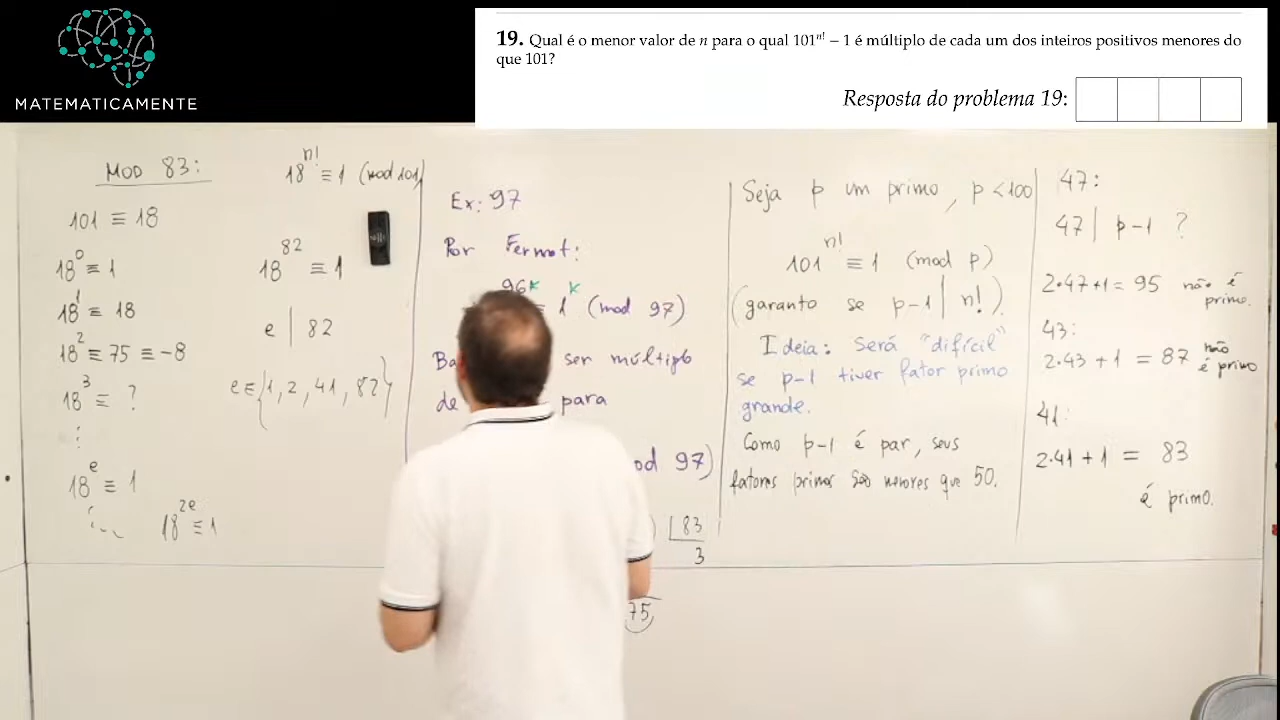 MATEMATICAMENTE
19. Qual é o menor valor de n para o qual 101^{n!} − 1 é múltiplo de cada um dos inteiros positivos menores do
que 101?
Resposta do problema 19:
MOD 83:
101 ≡ 18
18^0 ≡ 1
18^1 ≡ 18
18^2 ≡ 75 ≡ -8
18^3 ≡ ?
18^e ≡ 1
18^{2e} ≡ 1
18^{n!} ≡ 1 (mod 101)
18^{82} ≡ 1
e | 82
e ∈ {1, 2, 41, 82}
Ex: 97
Por Fermat:
96k k
1 (mod 97)
ser múltiplo
de para
97)
83
3
75
Seja p um primo, p < 100
101^{n!} ≡ 1 (mod p)
(garanto se p-1 | n!).
Ideia: Será "difícil"
se p-1 tiver fator primo
grande.
Como p-1 é par, seus
fatores primos são menores que 50.
47:
47 | p-1 ?
2.47+1 = 95 não é
primo.
43:
2.43 + 1 = 87 não
é primo
41:
2.41 + 1 = 83
é primo.